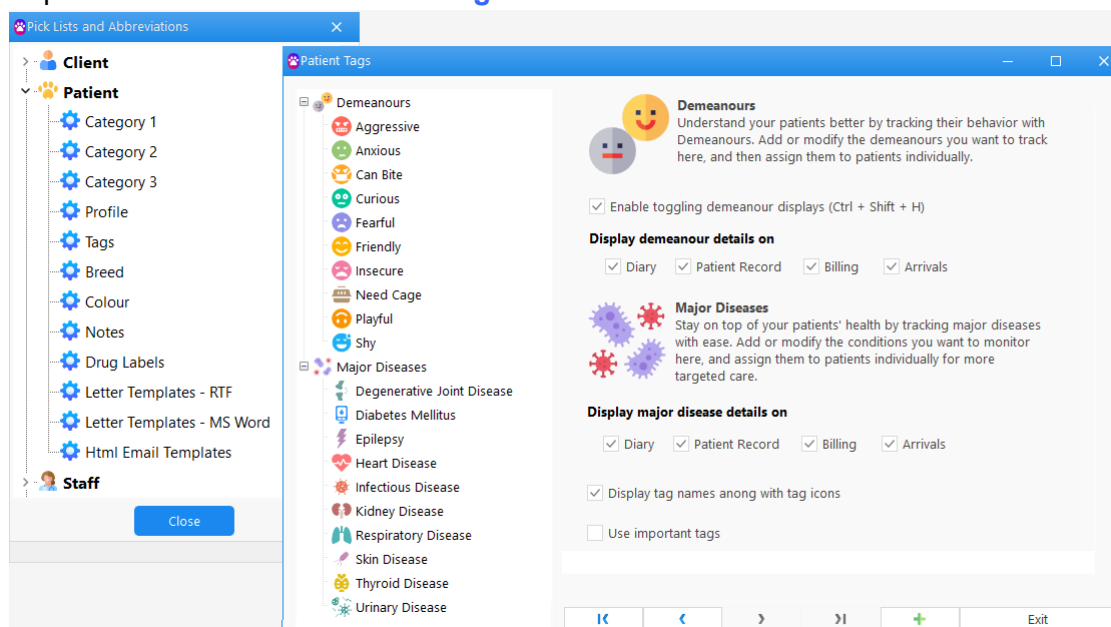 Pick Lists and Abbreviations
Client
Patient
Category 1
Category 2
Category 3
Profile
Tags
Breed
Colour
Notes
Drug Labels
Letter Templates - RTF
Letter Templates - MS Word
Html Email Templates
Staff
Close
Patient Tags
Demeanours
Aggressive
Anxious
Can Bite
Curious
Fearful
Friendly
Insecure
Need Cage
Playful
Shy
Major Diseases
Degenerative Joint Disease
Diabetes Mellitus
Epilepsy
Heart Disease
Infectious Disease
Kidney Disease
Respiratory Disease
Skin Disease
Thyroid Disease
Urinary Disease
Demeanours
Understand your patients better by tracking their behavior with
Demeanours. Add or modify the demeanours you want to track
here, and then assign them to patients individually.
Enable toggling demeanour displays (Ctrl + Shift + H)
Display demeanour details on
Diary Patient Record Billing Arrivals
Major Diseases
Stay on top of your patients' health by tracking major diseases
with ease. Add or modify the conditions you want to monitor
here, and assign them to patients individually for more
targeted care.
Display major disease details on
Diary Patient Record Billing Arrivals
Display tag names anong with tag icons
Use important tags
Exit